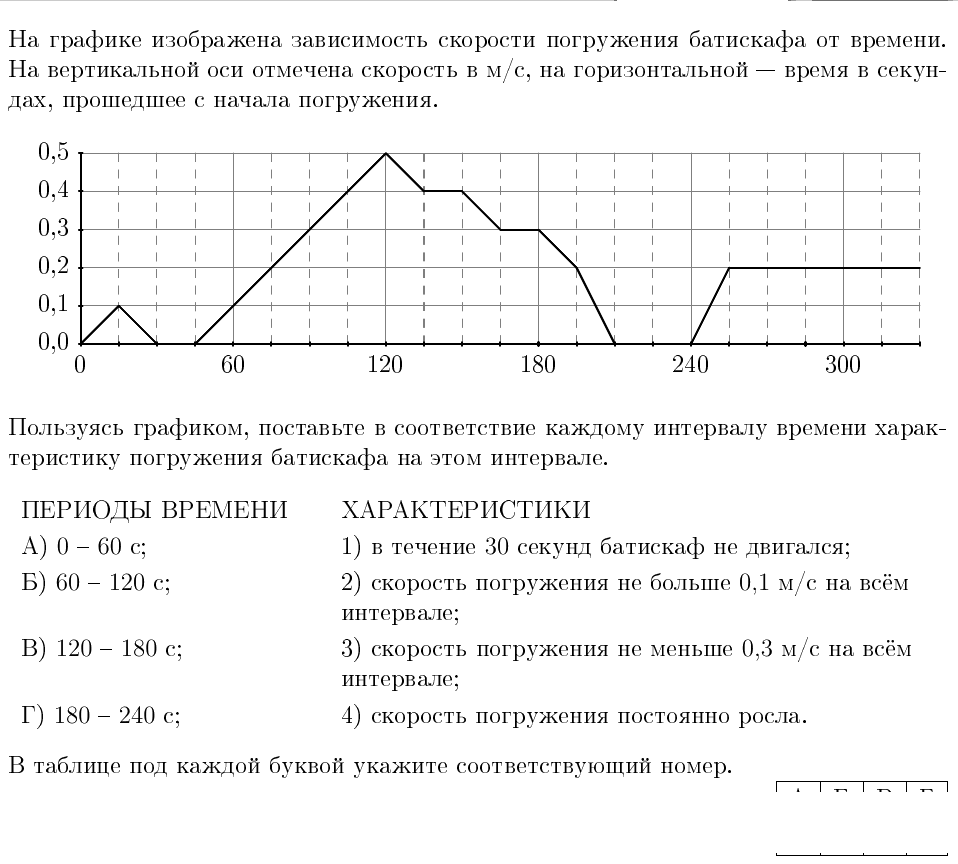 На графике изображена зависимость скорости погружения батискафа от времени.
На вертикальной оси отмечена скорость в м/с, на горизонтальной — время в секун-
дах, прошедшее с начала погружения.
0,5
0,4
0,3
0,2
0,1
0,0
0 60 120 180 240 300
Пользуясь графиком, поставьте в соответствие каждому интервалу времени харак-
теристику погружения батискафа на этом интервале.
ПЕРИОДЫ ВРЕМЕНИ ХАРАКТЕРИСТИКИ
А) 0 – 60 с; 1) в течение 30 секунд батискаф не двигался;
Б) 60 – 120 с; 2) скорость погружения не больше 0,1 м/с на всём
интервале;
В) 120 – 180 с; 3) скорость погружения не меньше 0,3 м/с на всём
интервале;
Г) 180 – 240 с; 4) скорость погружения постоянно росла.
В таблице под каждой буквой укажите соответствующий номер.